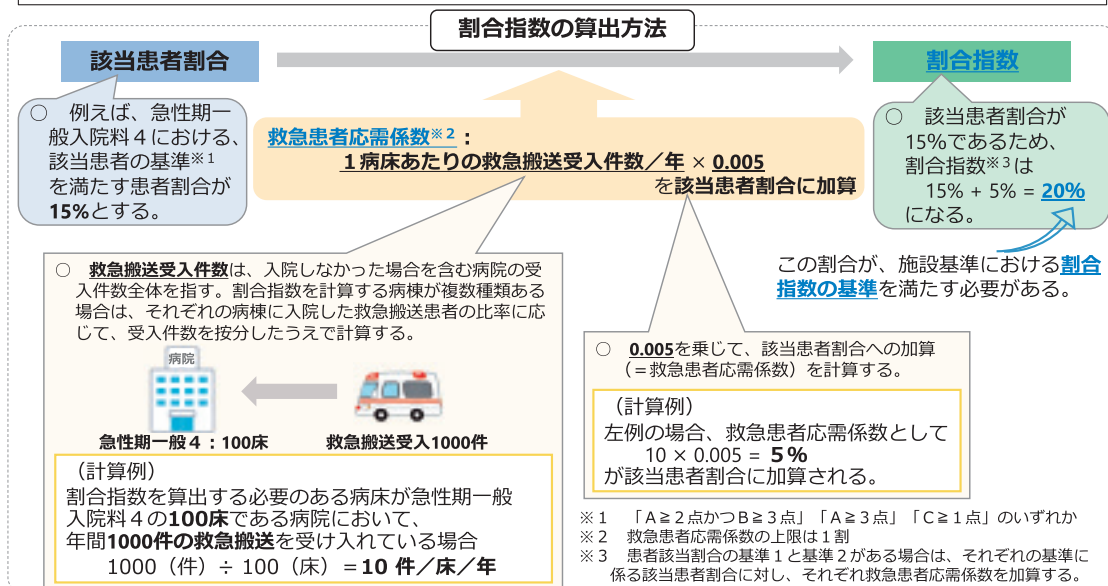 割合指数の算出方法
該当患者割合
割合指数
○ 例えば、急性期一
般入院料４における、
該当患者の基準※１
を満たす患者割合が
15%とする。
救急患者応需係数※２：
１病床あたりの救急搬送受入件数／年 × 0.005
を該当患者割合に加算
○ 該当患者割合が
15%であるため、
割合指数※３は
15% + 5% = 20%
になる。
この割合が、施設基準における割合
指数の基準を満たす必要がある。
○ 救急搬送受入件数は、入院しなかった場合を含む病院の受
入件数全体を指す。割合指数を計算する病棟が複数種類ある
場合は、それぞれの病棟に入院した救急搬送患者の比率に応
じて、受入件数を按分したうえで計算する。
病院
急性期一般４：100床
救急搬送受入1000件
（計算例）
割合指数を算出する必要のある病床が急性期一般
入院料４の100床である病院において、
年間1000件の救急搬送を受け入れている場合
1000（件）÷ 100（床）＝10 件／床／年
○ 0.005を乗じて、該当患者割合への加算
（＝救急患者応需係数）を計算する。
（計算例）
左例の場合、救急患者応需係数として
10 × 0.005 = ５%
が該当患者割合に加算される。
※１ 「Ａ≧２点かつＢ≧３点」「Ａ≧３点」「Ｃ≧１点」のいずれか
※２ 救急患者応需係数の上限は１割
※３ 患者該当割合の基準１と基準２がある場合は、それぞれの基準に
係る該当患者割合に対し、それぞれ救急患者応需係数を加算する。